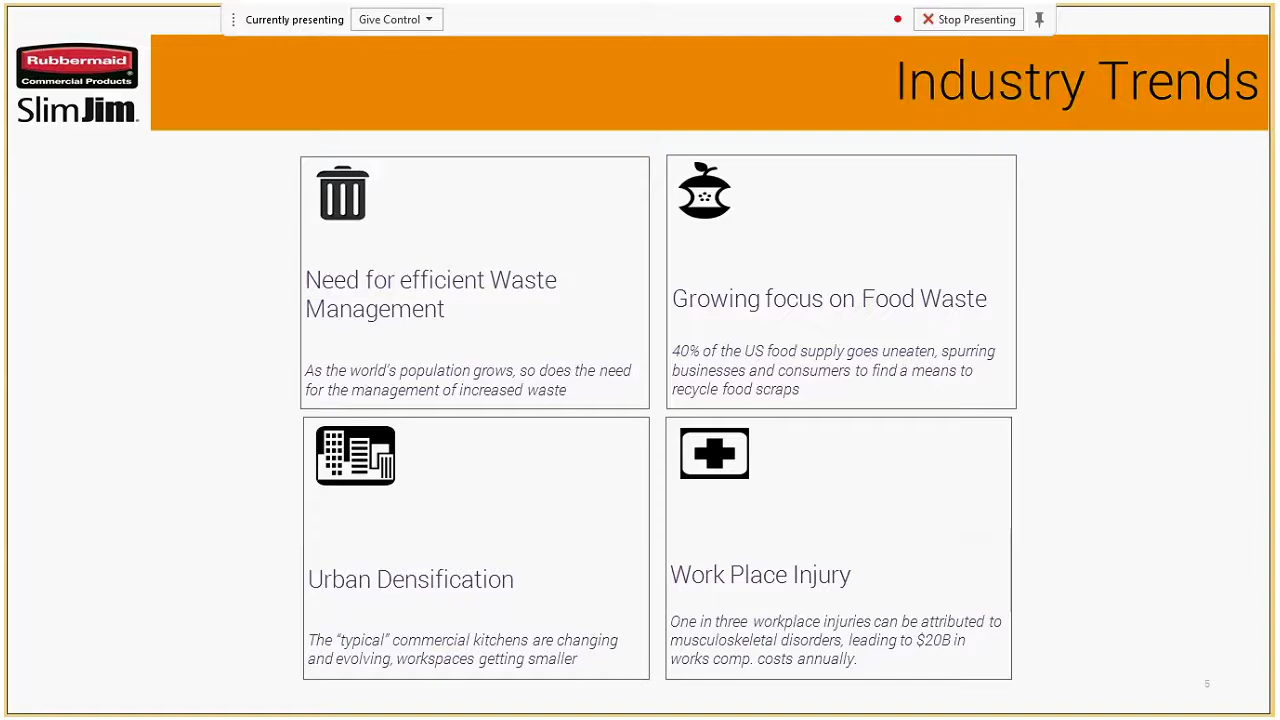 Currently presenting
Give Control
Stop Presenting
Rubbermaid
Commercial Products
SlimJim
Industry Trends
Need for efficient Waste
Management
As the world's population grows, so does the need
for the management of increased waste
Growing focus on Food Waste
40% of the US food supply goes uneaten, spurring
businesses and consumers to find a means to
recycle food scraps
Urban Densification
The “typical” commercial kitchens are changing
and evolving, workspaces getting smaller
Work Place Injury
One in three workplace injuries can be attributed to
musculoskeletal disorders, leading to $20B in
works comp. costs annually.
5